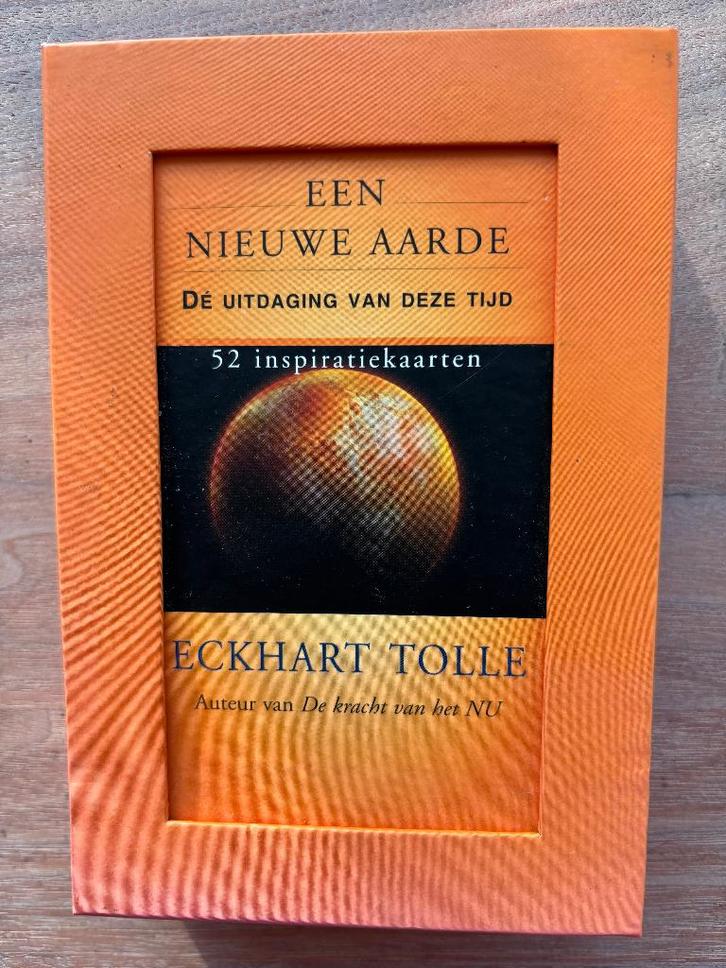 EEN
NIEUWE AARDE
DÉ UITDAGING VAN DEZE TIJD
52 inspiratiekaarten
ECKHART TOLLE
Auteur van De kracht van het NU